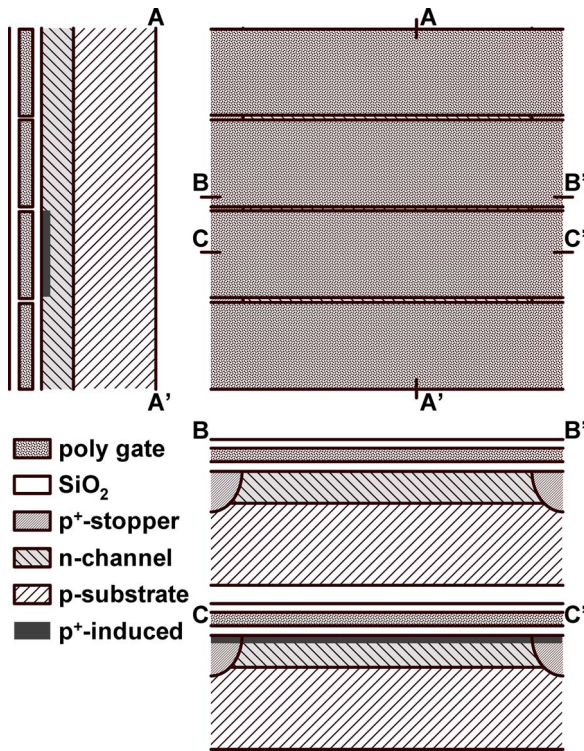 A
A
B
B'
C
C'
A'
A'
B
B'
poly gate
SiO₂
p⁺-stopper
n-channel
p-substrate
C
C'
p⁺-induced